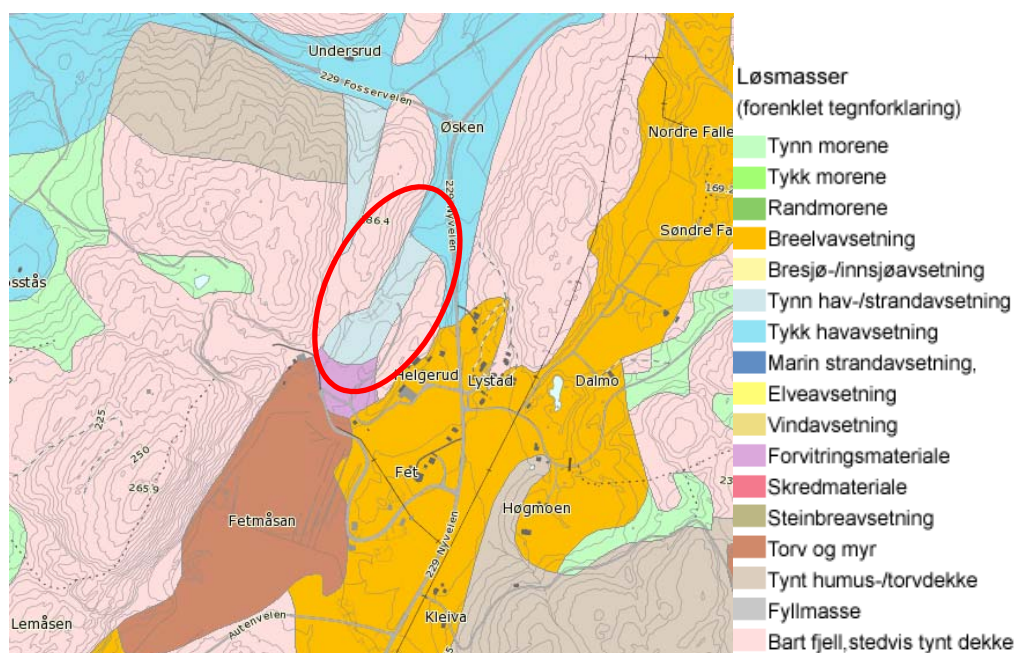 Undersrud
229 Fosserveien
Øsken
Nordre Falle
229 Nyveien
169.2
86.4
Søndre Fa
osstås
Helgerud
Lystad
Dalmo
225
250
265.9
Fet
Høgmoen
23
Fetmåsan
229 Nyveien
Kleiva
Lemåsen
Autenveien
Løsmasser
(forenklet tegnforklaring)
Tynn morene
Tykk morene
Randmorene
Breelvavsetning
Bresjø-/innsjøavsetning
Tynn hav-/strandavsetning
Tykk havavsetning
Marin strandavsetning,
Elveavsetning
Vindavsetning
Forvitringsmateriale
Skredmateriale
Steinbreavsetning
Torv og myr
Tynt humus-/torvdekke
Fyllmasse
Bart fjell,stedvis tynt dekke